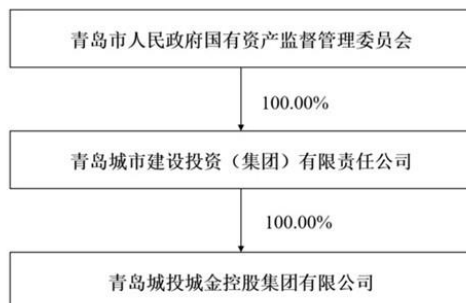 青岛市人民政府国有资产监督管理委员会
100.00%
青岛城市建设投资（集团）有限责任公司
100.00%
青岛城投城金控股集团有限公司